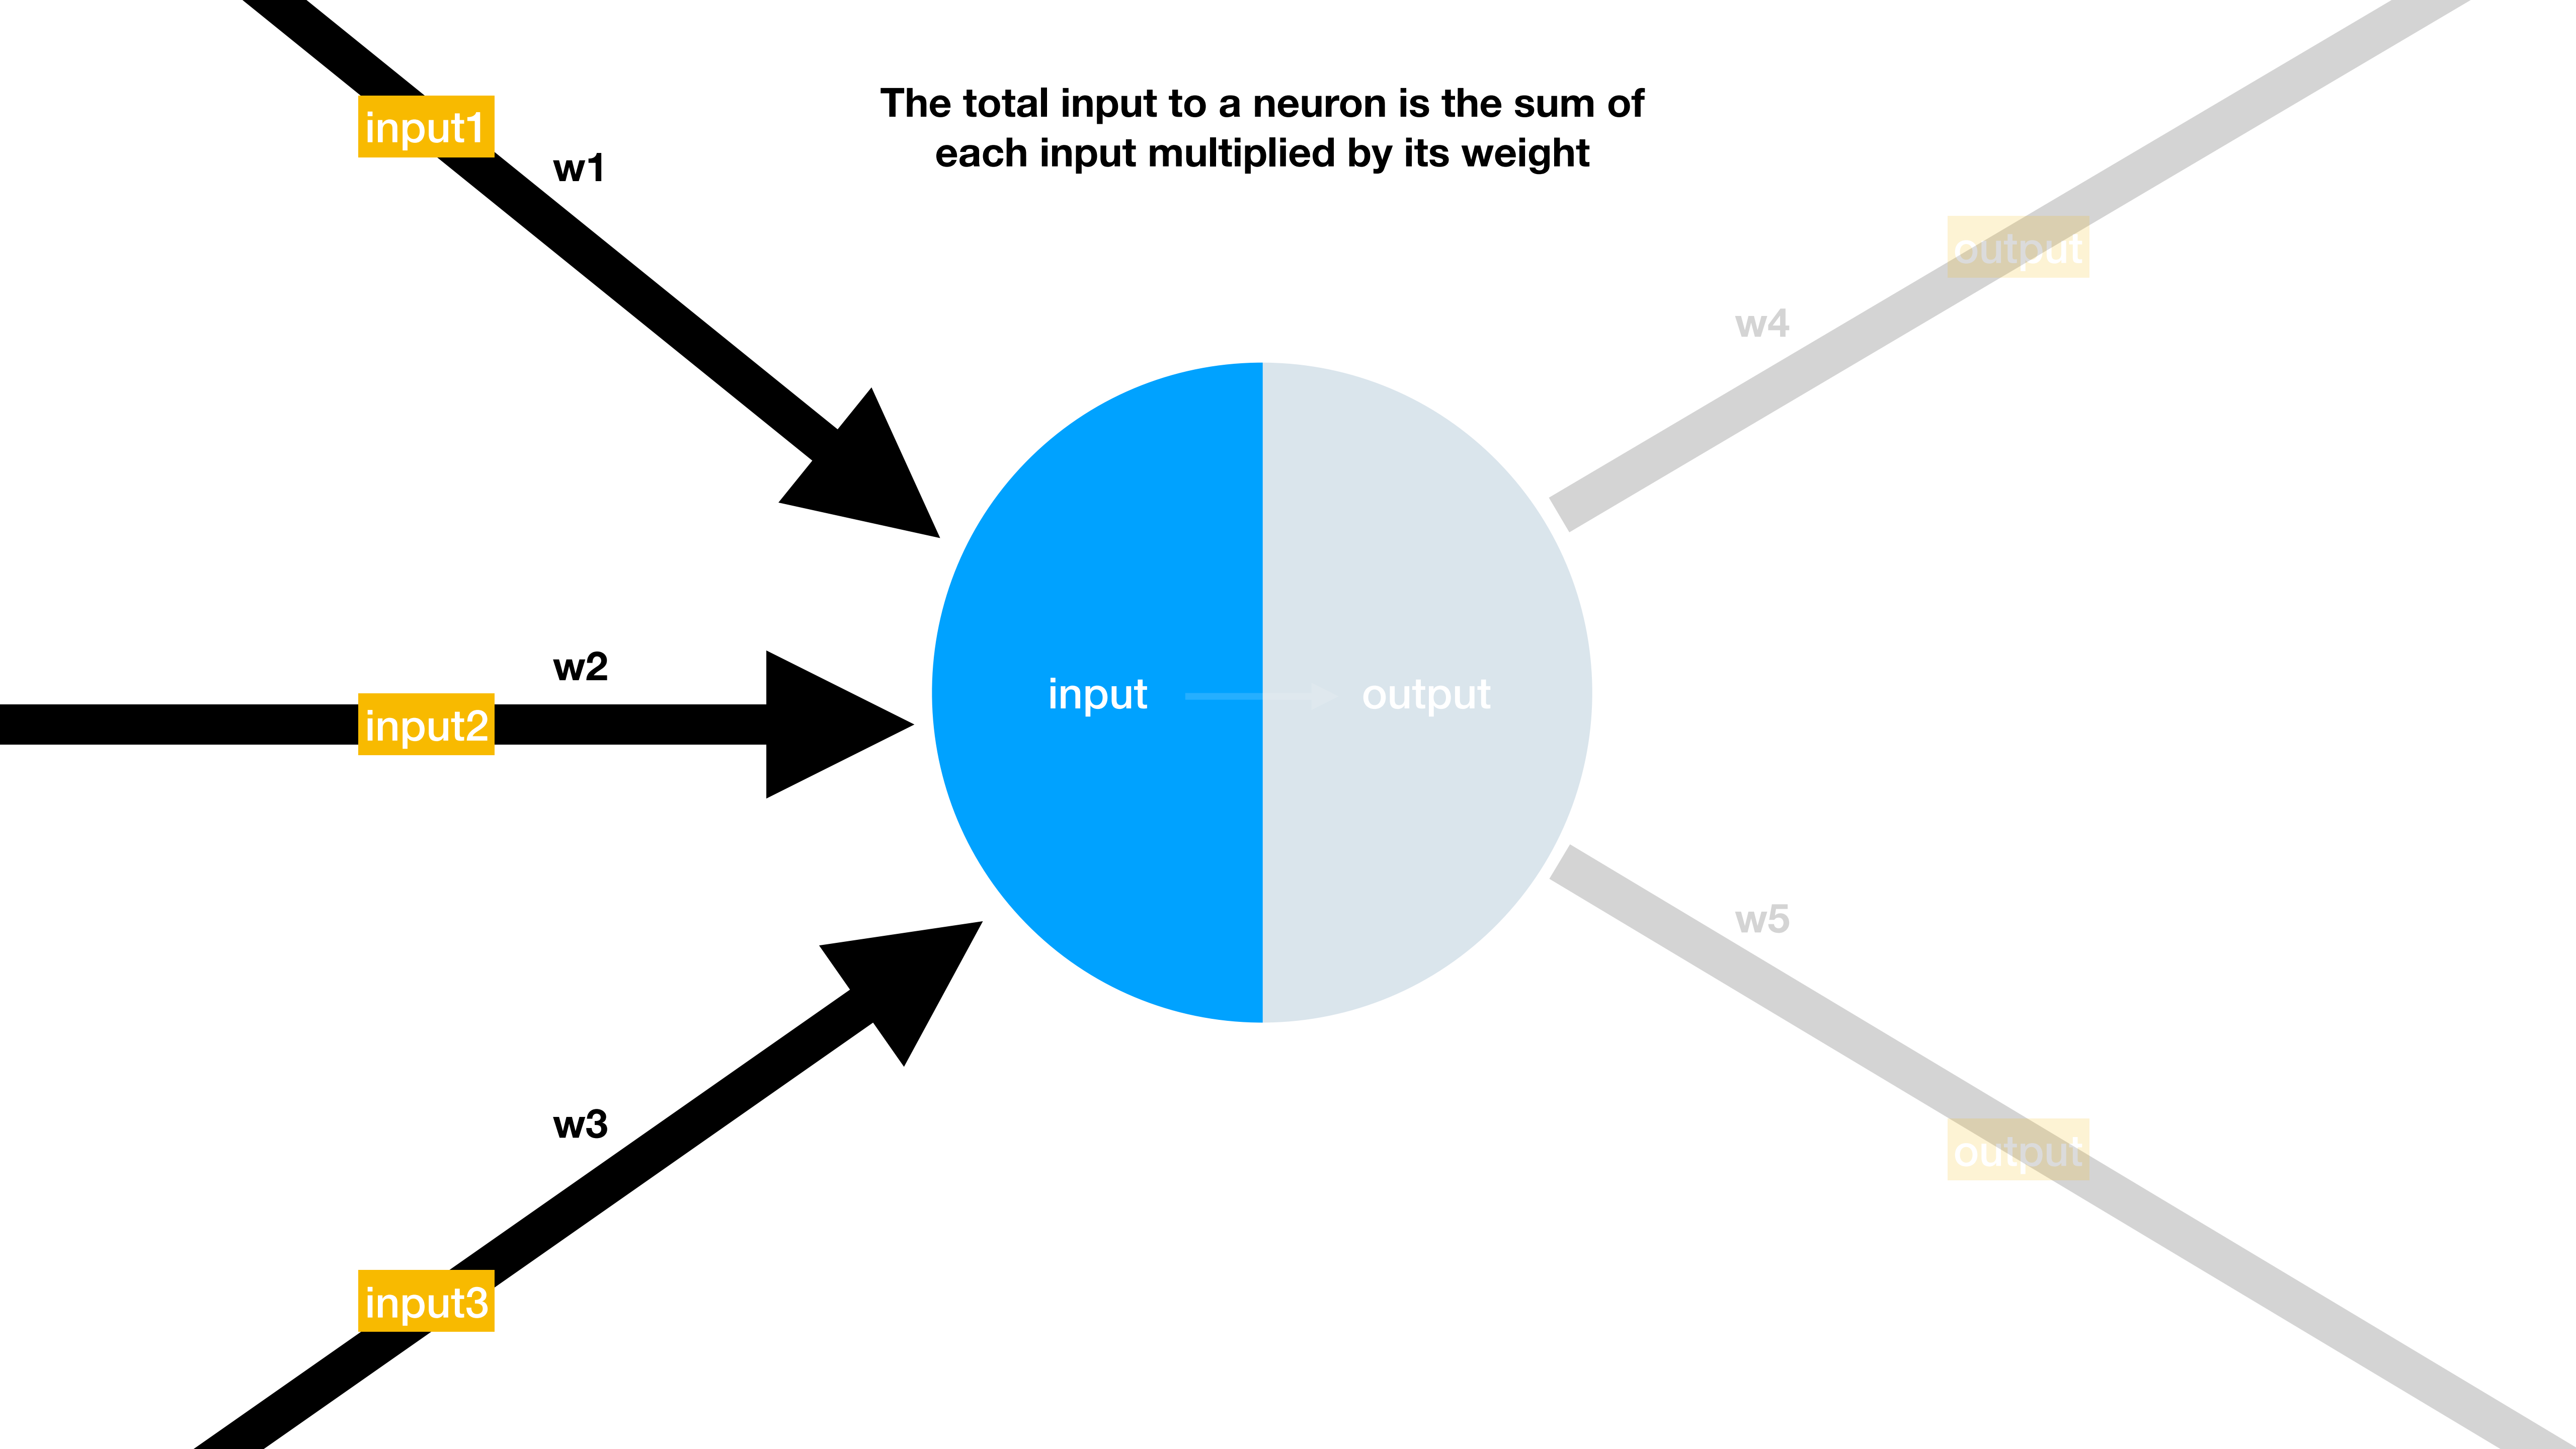 The total input to a neuron is the sum of
each input multiplied by its weight
input1
w1
output
w4
w2
input2
input
output
w5
w3
output
input3